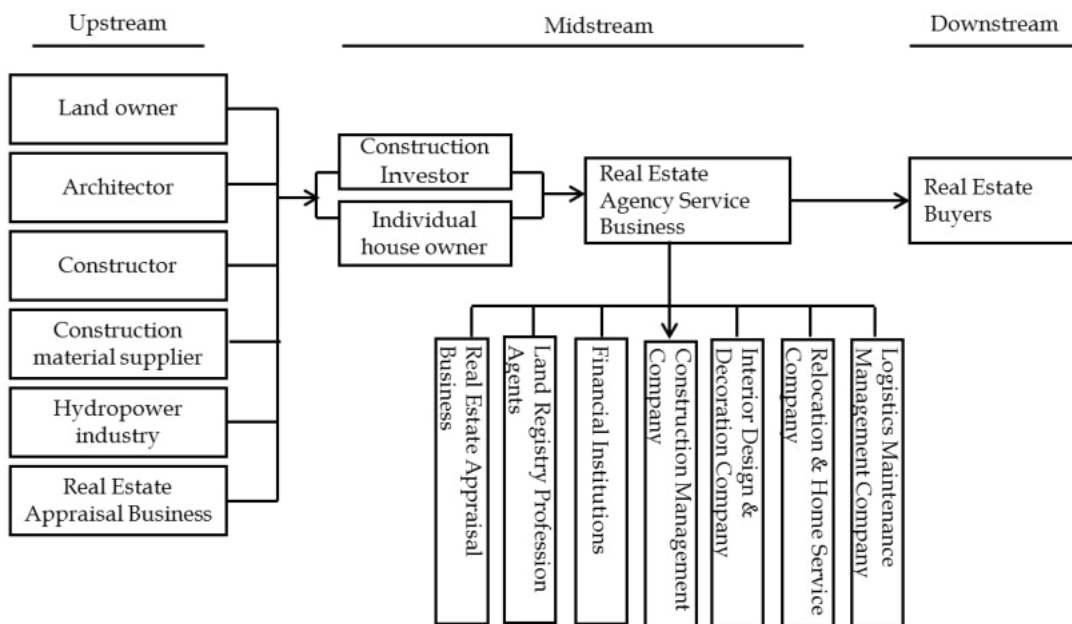 Upstream
Midstream
Downstream
Land owner
Architector
Constructor
Construction
material supplier
Hydropower
industry
Real Estate
Appraisal Business
Construction
Investor
Individual
house owner
Real Estate
Agency Service
Business
Real Estate
Buyers
Real Estate Appraisal
Business
Land Registry Profession
Agents
Financial Institutions
Construction Management
Company
Interior Design &
Decoration Company
Relocation & Home Service
Company
Logistics Maintenance
Management Company